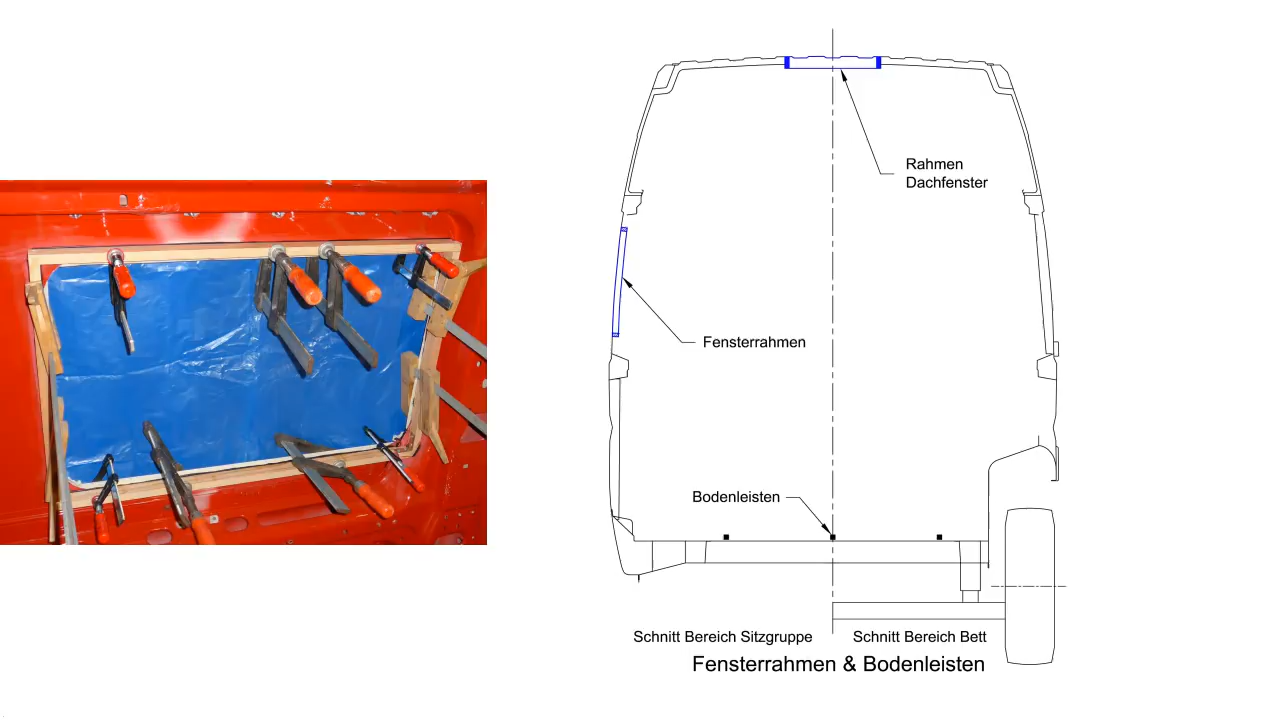 Rahmen
Dachfenster
Fensterrahmen
Bodenleisten
Schnitt Bereich Sitzgruppe
Schnitt Bereich Bett
Fensterrahmen & Bodenleisten